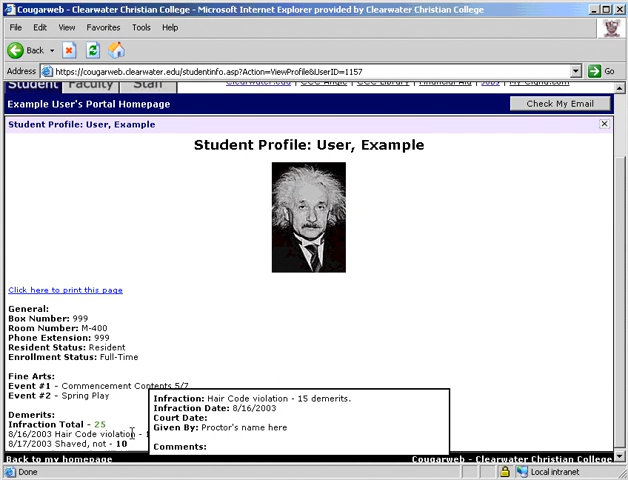 Cougarweb - Clearwater Christian College - Microsoft Internet Explorer provided by Clearwater Christian College
File Edit View Favorites Tools Help
Back
Address https://cougarweb.clearwater.edu/studentinfo.asp?Action=ViewProfile&UserID=1157 Go
Student Faculty Staff
Example User's Portal Homepage Check My Email
Student Profile: User, Example
Student Profile: User, Example
Click here to print this page
General:
Box Number: 999
Room Number: M-400
Phone Extension: 999
Resident Status: Resident
Enrollment Status: Full-Time
Fine Arts:
Event #1 - Commencement Contents 5/7
Event #2 - Spring Play
Demerits:
Infraction Total - 25
8/16/2003 Hair Code violation - 1
8/17/2003 Shaved, not - 10
Infraction: Hair Code violation - 15 demerits.
Infraction Date: 8/16/2003
Court Date:
Given By: Proctor's name here
Comments:
Back to my homepage Cougarweb - Clearwater Christian College
Done Local intranet